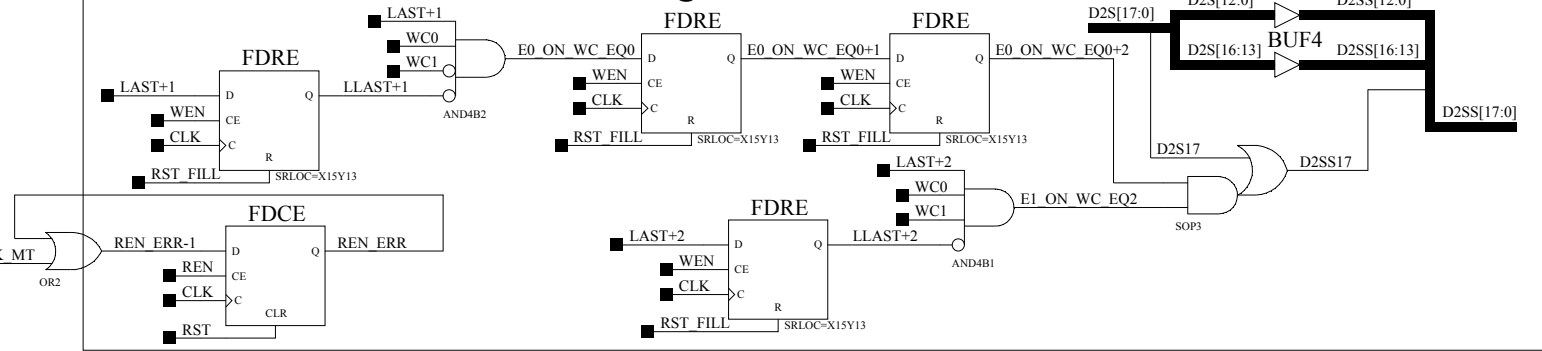 D2S[17:0]
D2S[12:0]
D2SS[12:0]
BUF4
D2S[16:13]
D2SS[16:13]
D2SS[17:0]
LAST+1
WC0
WC1
AND4B2
E0_ON_WC_EQ0
FDRE
LAST+1
D
Q
LLAST+1
WEN
CE
CLK
C
R
RST_FILL
SRLOC=X15Y13
FDRE
D
Q
E0_ON_WC_EQ0+1
WEN
CE
CLK
C
R
RST_FILL
SRLOC=X15Y13
FDRE
D
Q
E0_ON_WC_EQ0+2
WEN
CE
CLK
C
R
RST_FILL
SRLOC=X15Y13
D2S17
D2SS17
SOP3
LAST+2
WC0
WC1
E1_ON_WC_EQ2
AND4B1
FDRE
LAST+2
D
Q
LLAST+2
WEN
CE
CLK
C
R
RST_FILL
SRLOC=X15Y13
_MT
OR2
FDCE
REN_ERR-1
D
Q
REN_ERR
REN
CE
CLK
C
CLR
RST